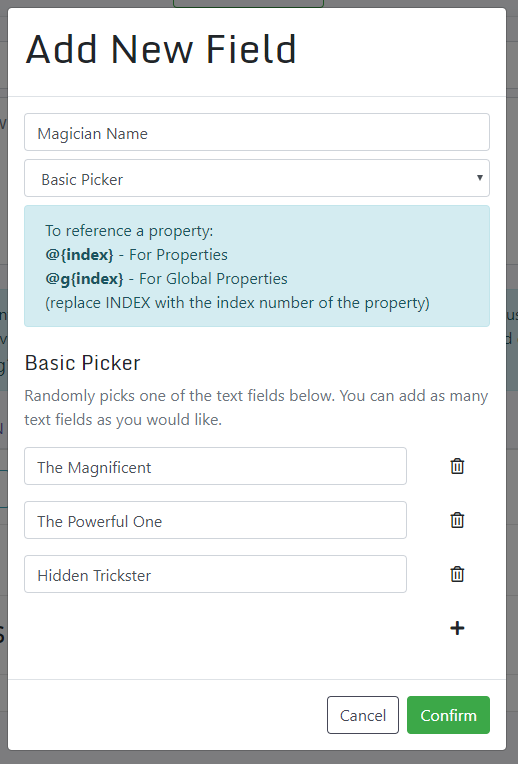 Add New Field
Magician Name
Basic Picker
To reference a property:
@{index} - For Properties
@g{index} - For Global Properties
(replace INDEX with the index number of the property)
Basic Picker
Randomly picks one of the text fields below. You can add as many
text fields as you would like.
The Magnificent
The Powerful One
Hidden Trickster
Cancel
Confirm